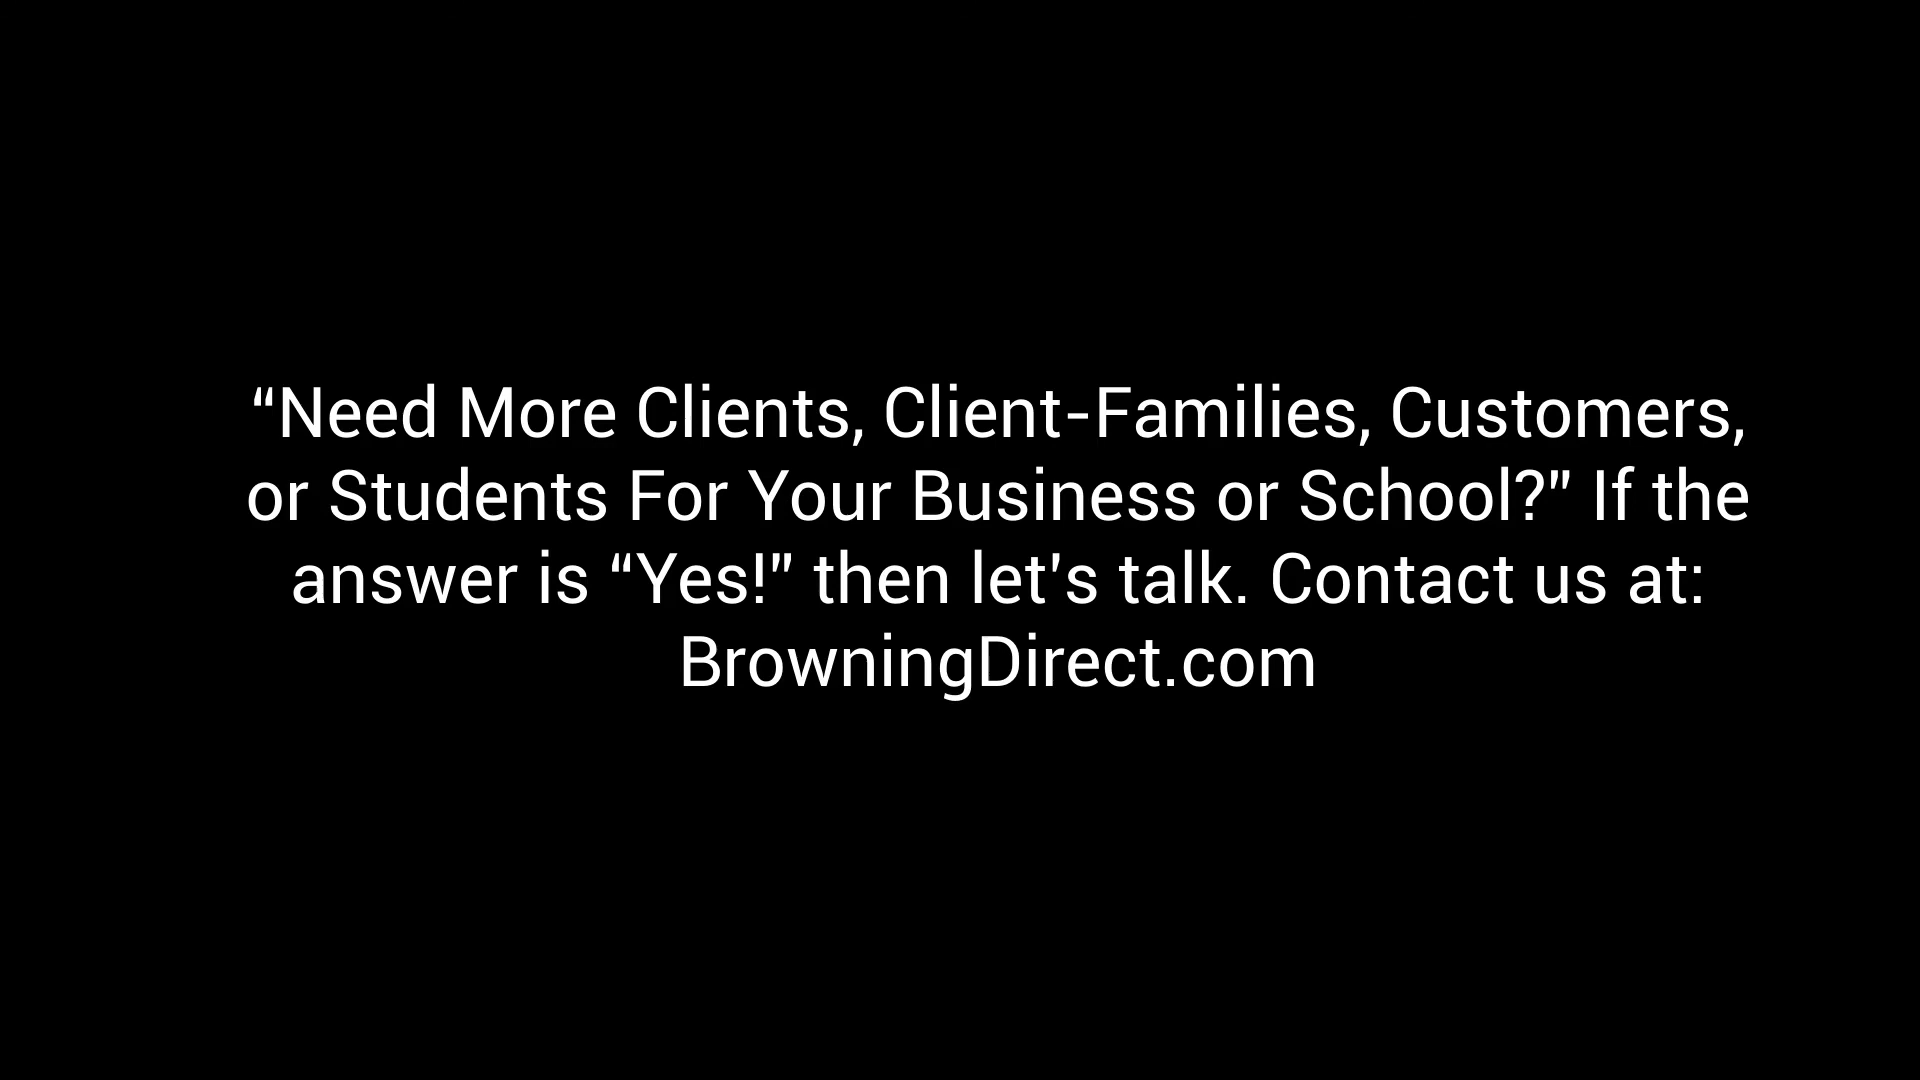 “Need More Clients, Client-Families, Customers,
or Students For Your Business or School?” If the
answer is “Yes!” then let's talk. Contact us at:
BrowningDirect.com